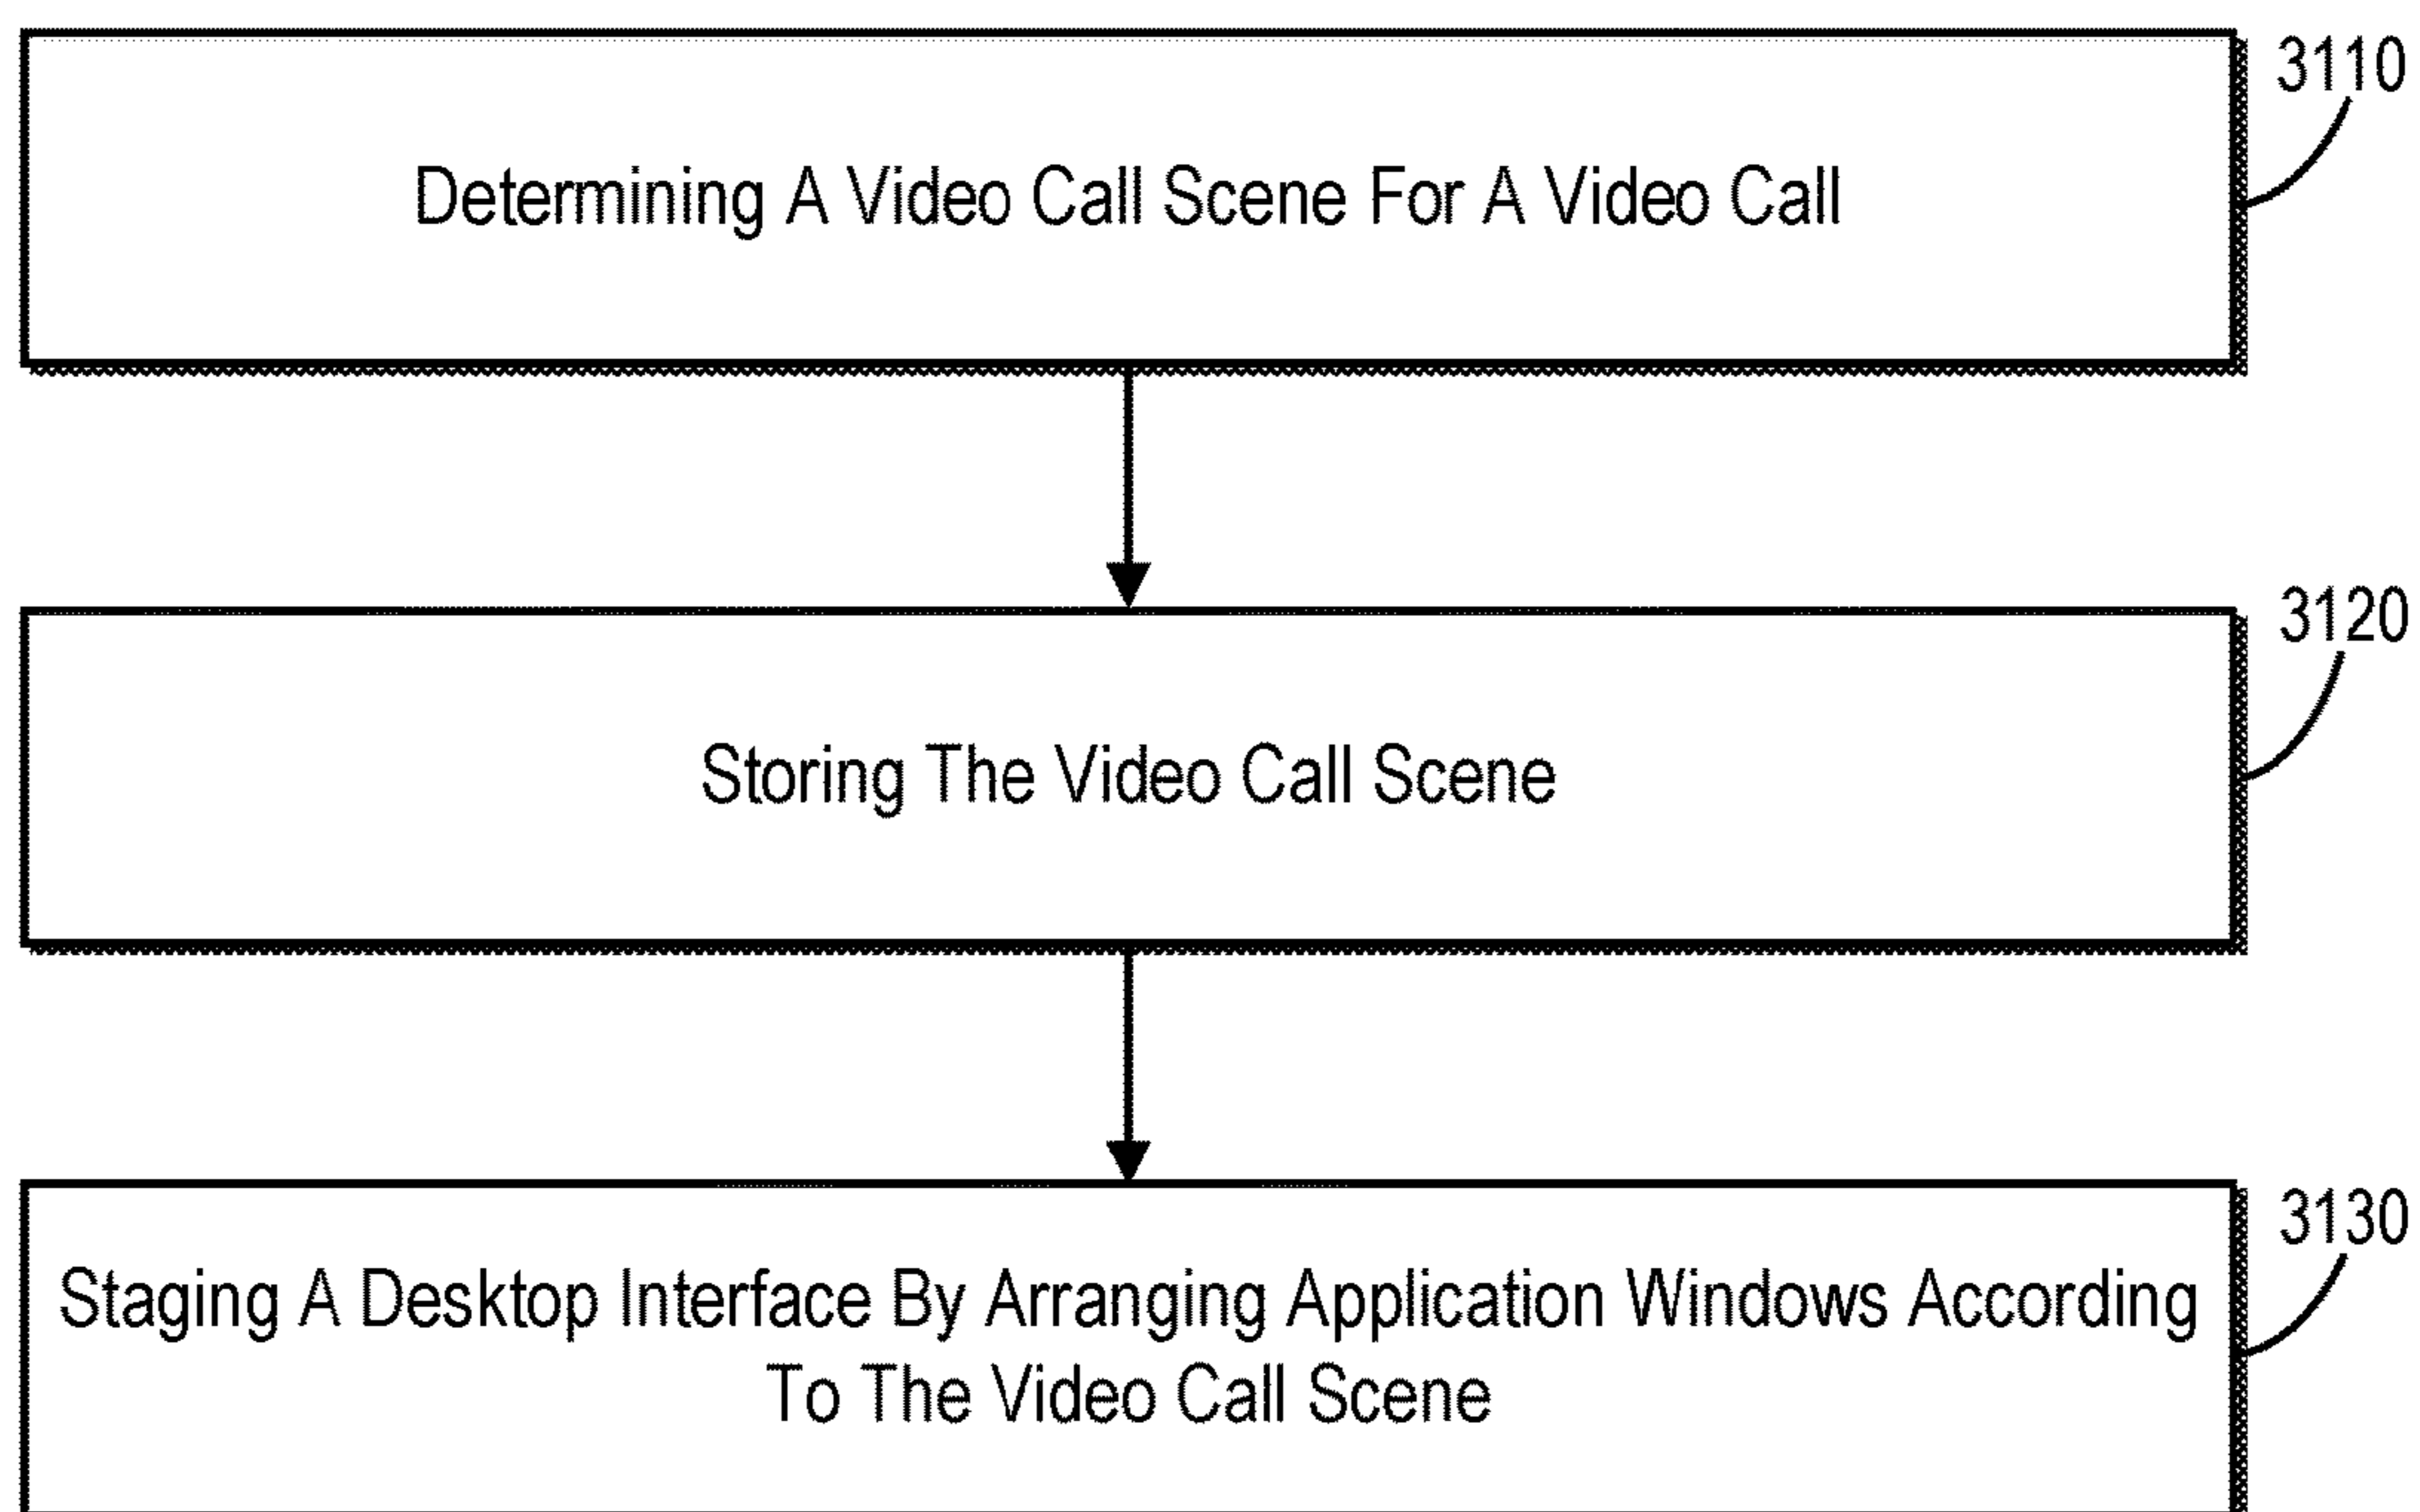 3110
Determining A Video Call Scene For A Video Call
3120
Storing The Video Call Scene
3130
Staging A Desktop Interface By Arranging Application Windows According
To The Video Call Scene